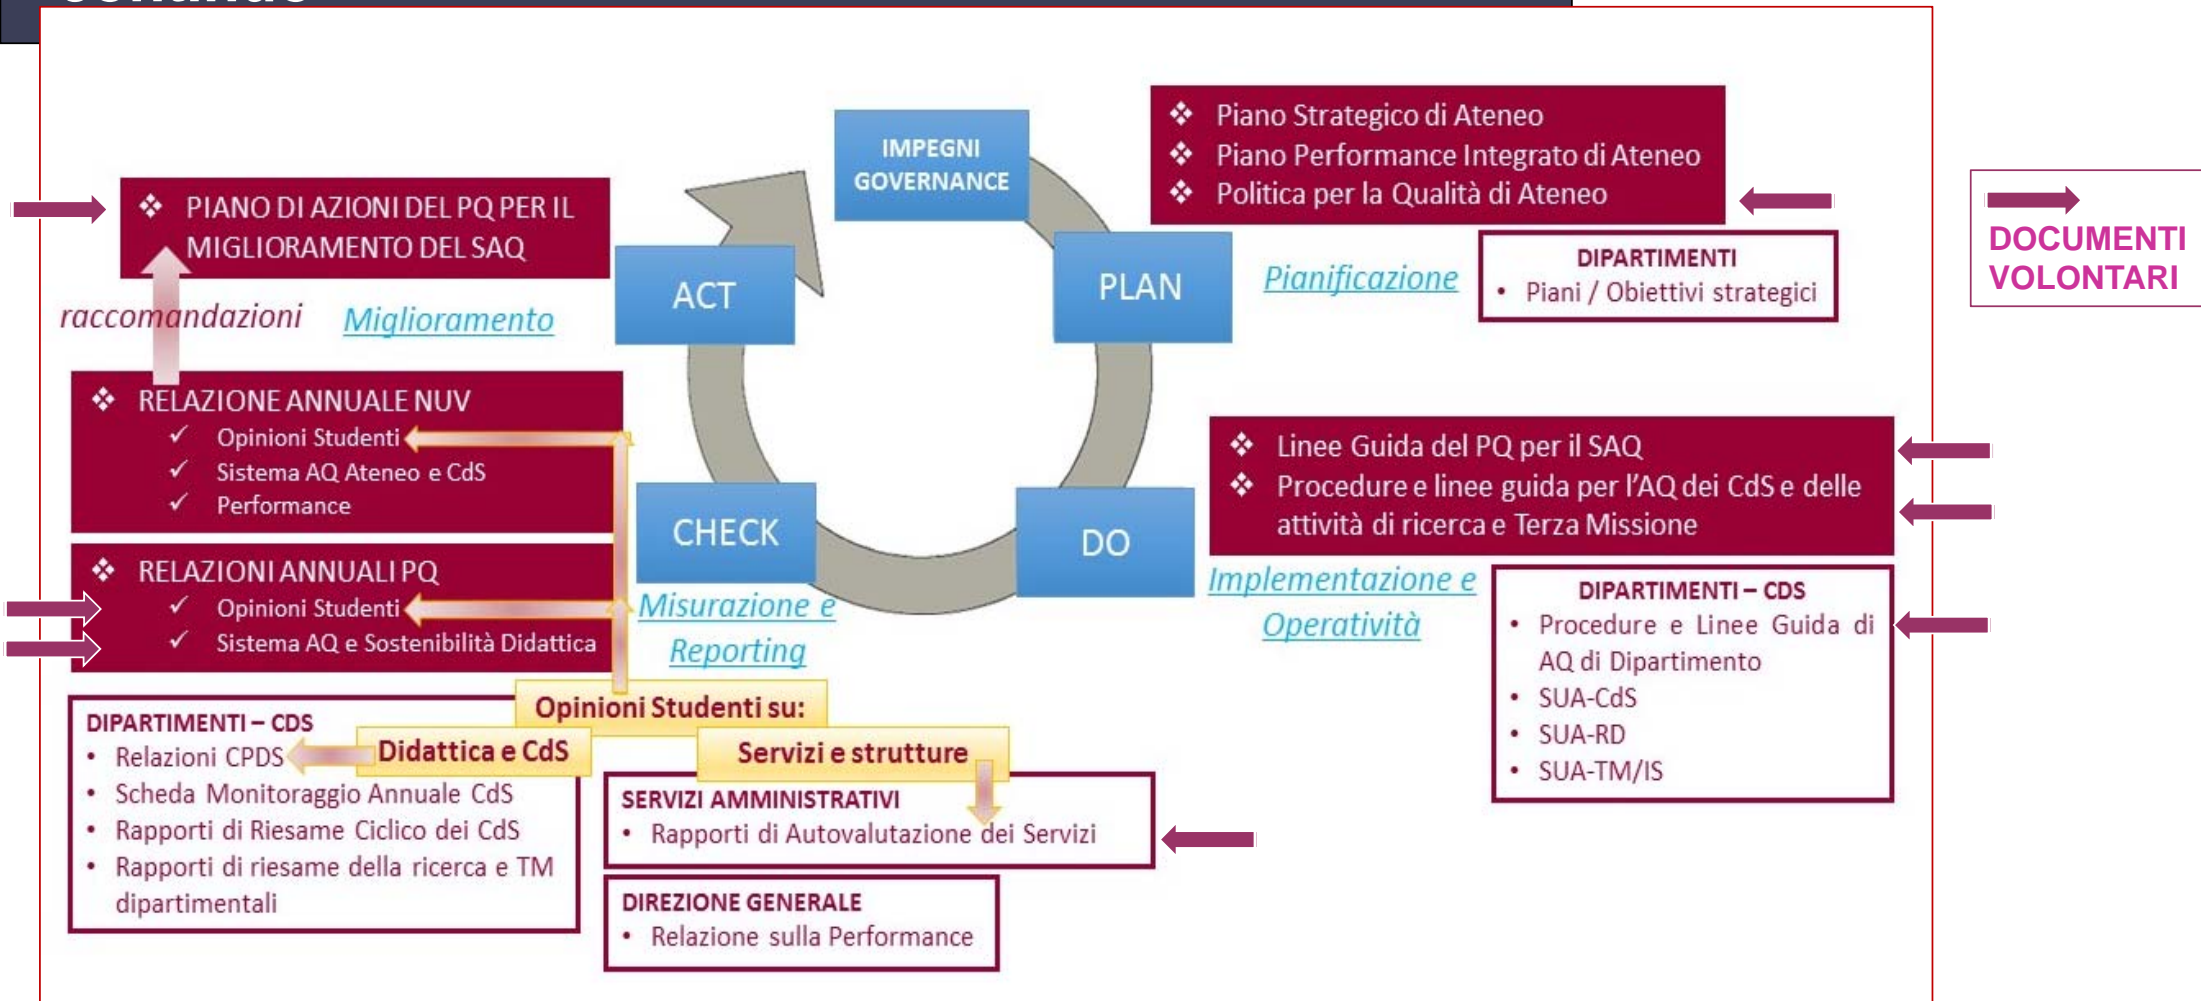 IMPEGNI
GOVERNANCE
❖ Piano Strategico di Ateneo
❖ Piano Performance Integrato di Ateneo
❖ Politica per la Qualità di Ateneo
DOCUMENTI
VOLONTARI
PLAN
Pianificazione
DIPARTIMENTI
• Piani / Obiettivi strategici
❖ Linee Guida del PQ per il SAQ
❖ Procedure e linee guida per l'AQ dei CdS e delle
attività di ricerca e Terza Missione
DO
Implementazione e
Operatività
DIPARTIMENTI – CDS
• Procedure e Linee Guida di
AQ di Dipartimento
• SUA-CdS
• SUA-RD
• SUA-TM/IS
CHECK
Misurazione e
Reporting
❖ PIANO DI AZIONI DEL PQ PER IL
MIGLIORAMENTO DEL SAQ
ACT
raccomandazioni
Miglioramento
❖ RELAZIONE ANNUALE NUV
✓ Opinioni Studenti
✓ Sistema AQ Ateneo e CdS
✓ Performance
❖ RELAZIONI ANNUALI PQ
✓ Opinioni Studenti
✓ Sistema AQ e Sostenibilità Didattica
Opinioni Studenti su:
Didattica e CdS
Servizi e strutture
DIPARTIMENTI – CDS
• Relazioni CPDS
• Scheda Monitoraggio Annuale CdS
• Rapporti di Riesame Ciclico dei CdS
• Rapporti di riesame della ricerca e TM
dipartimentali
SERVIZI AMMINISTRATIVI
• Rapporti di Autovalutazione dei Servizi
DIREZIONE GENERALE
• Relazione sulla Performance